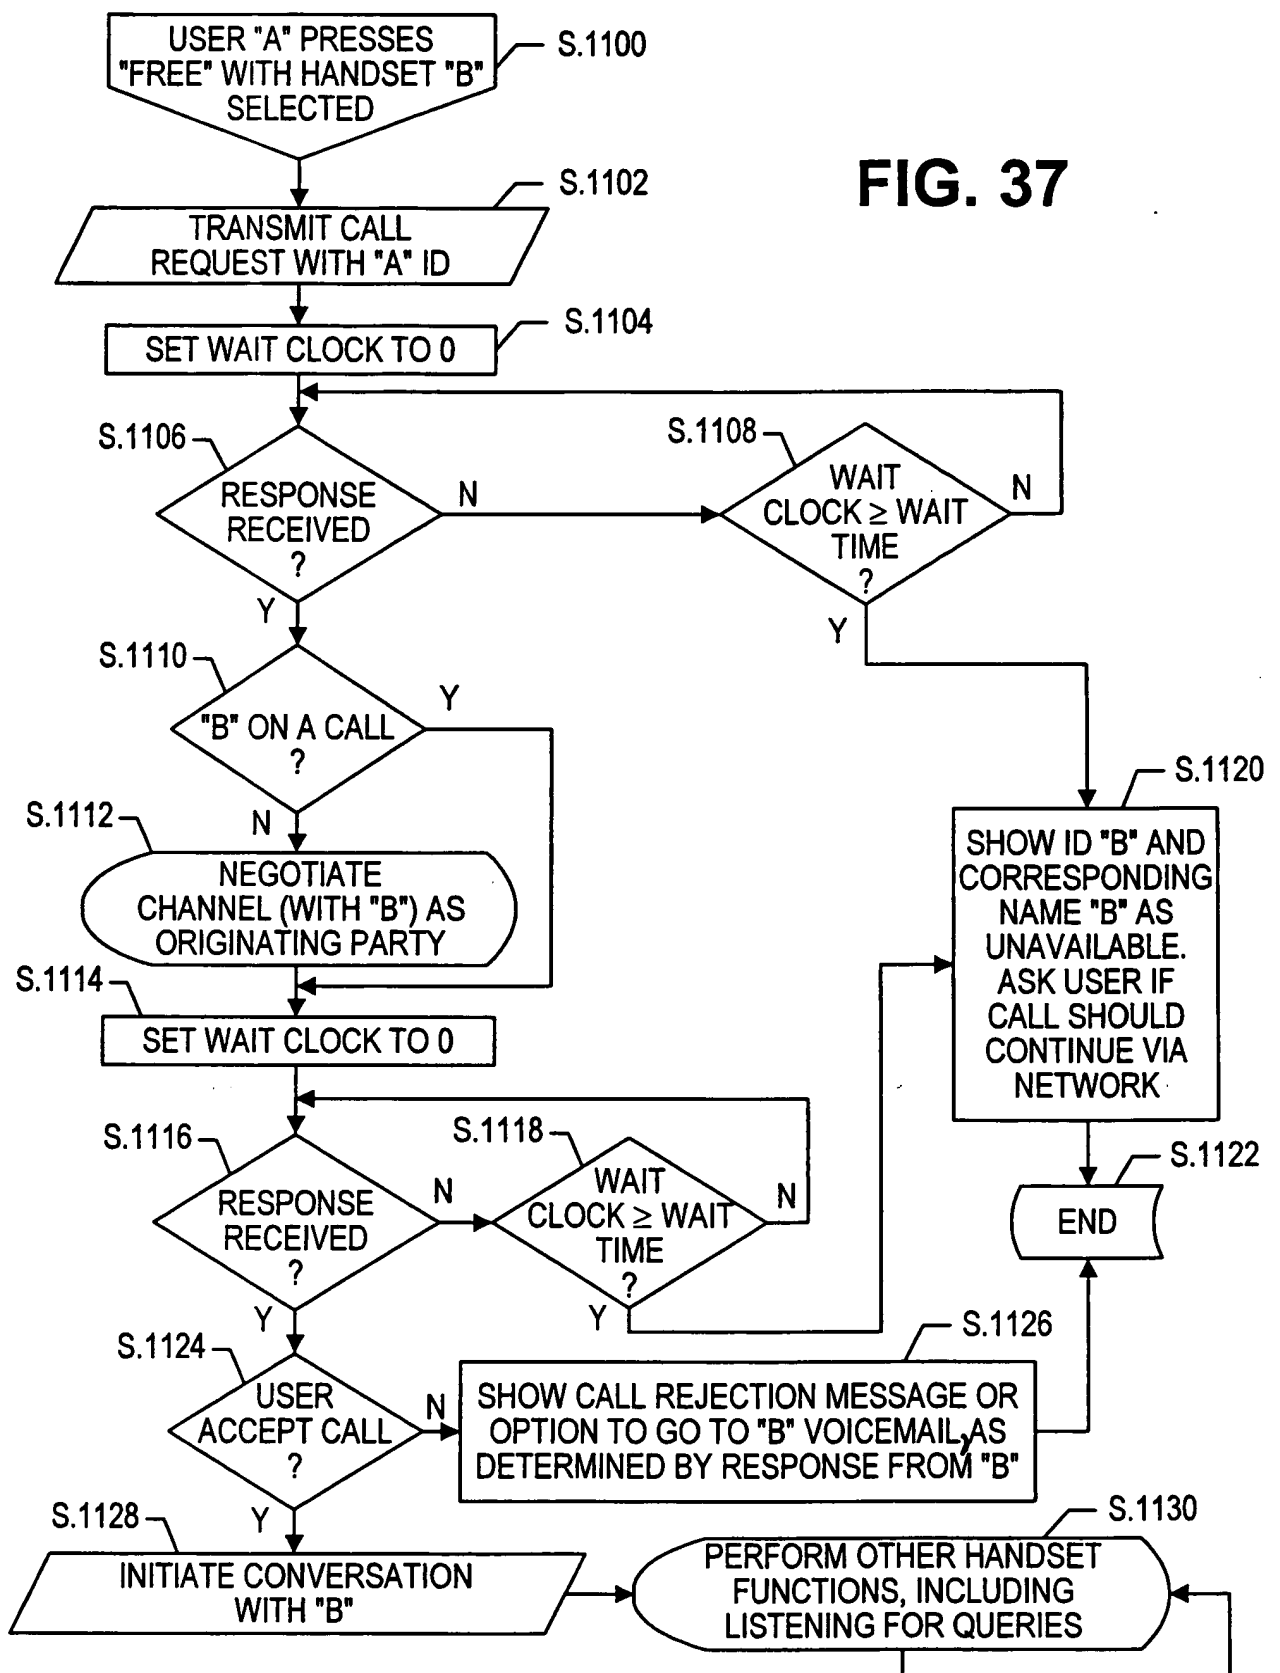 USER "A" PRESSES
"FREE" WITH HANDSET "B"
SELECTED
S.1100
FIG. 37
S.1102
TRANSMIT CALL
REQUEST WITH "A" ID
S.1104
SET WAIT CLOCK TO 0
S.1106
RESPONSE
RECEIVED
?
N
Y
S.1108
WAIT
CLOCK ≥ WAIT
TIME
?
N
Y
S.1110
"B" ON A CALL
?
Y
N
S.1112
NEGOTIATE
CHANNEL (WITH "B") AS
ORIGINATING PARTY
S.1114
SET WAIT CLOCK TO 0
S.1120
SHOW ID "B" AND
CORRESPONDING
NAME "B" AS
UNAVAILABLE.
ASK USER IF
CALL SHOULD
CONTINUE VIA
NETWORK
S.1116
RESPONSE
RECEIVED
?
N
Y
S.1118
WAIT
CLOCK ≥ WAIT
TIME
?
N
Y
S.1122
END
S.1124
USER
ACCEPT CALL
?
N
Y
S.1126
SHOW CALL REJECTION MESSAGE OR
OPTION TO GO TO "B" VOICEMAIL, AS
DETERMINED BY RESPONSE FROM "B"
S.1128
INITIATE CONVERSATION
WITH "B"
S.1130
PERFORM OTHER HANDSET
FUNCTIONS, INCLUDING
LISTENING FOR QUERIES